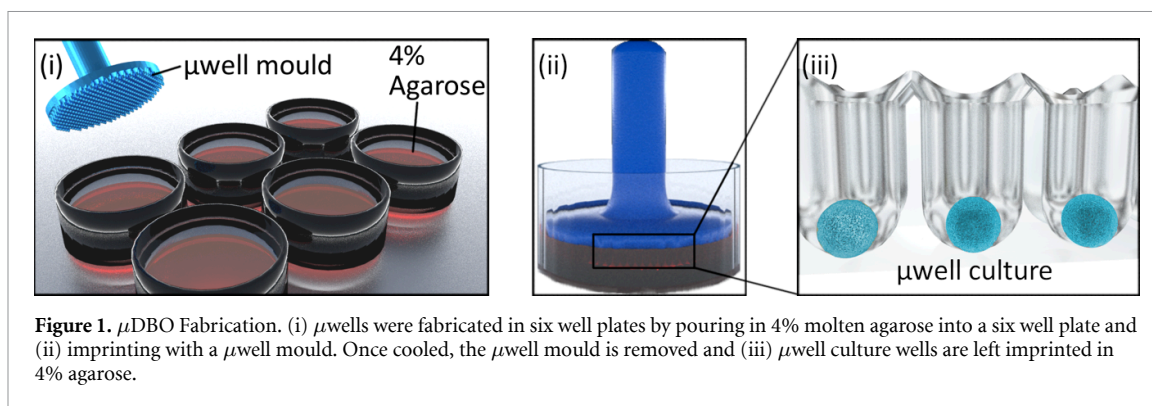 (i)
μwell mould
4%
Agarose
(ii)
(iii)
μwell culture
Figure 1. μDBO Fabrication. (i) μwells were fabricated in six well plates by pouring in 4% molten agarose into a six well plate and
(ii) imprinting with a μwell mould. Once cooled, the μwell mould is removed and (iii) μwell culture wells are left imprinted in
4% agarose.